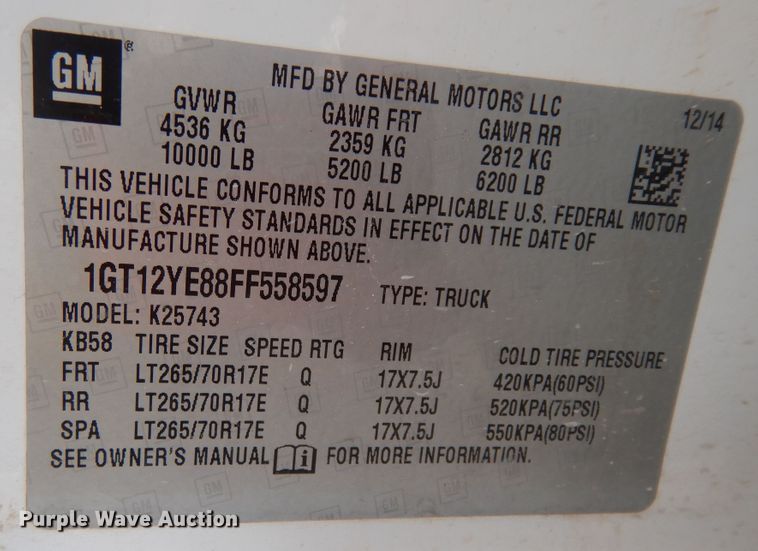 GM ®
MFD BY GENERAL MOTORS LLC
12/14
GVWR GAWR FRT GAWR RR
4536 KG 2359 KG 2812 KG
10000 LB 5200 LB 6200 LB
THIS VEHICLE CONFORMS TO ALL APPLICABLE U.S. FEDERAL MOTOR
VEHICLE SAFETY STANDARDS IN EFFECT ON THE DATE OF
MANUFACTURE SHOWN ABOVE.
1GT12YE88FF558597 TYPE: TRUCK
MODEL: K25743
KB58 TIRE SIZE SPEED RTG RIM COLD TIRE PRESSURE
FRT LT265/70R17E Q 17X7.5J 420KPA(60PSI)
RR LT265/70R17E Q 17X7.5J 520KPA(75PSI)
SPA LT265/70R17E Q 17X7.5J 550KPA(80PSI)
SEE OWNER'S MANUAL i FOR MORE INFORMATION.
Purple Wave Auction